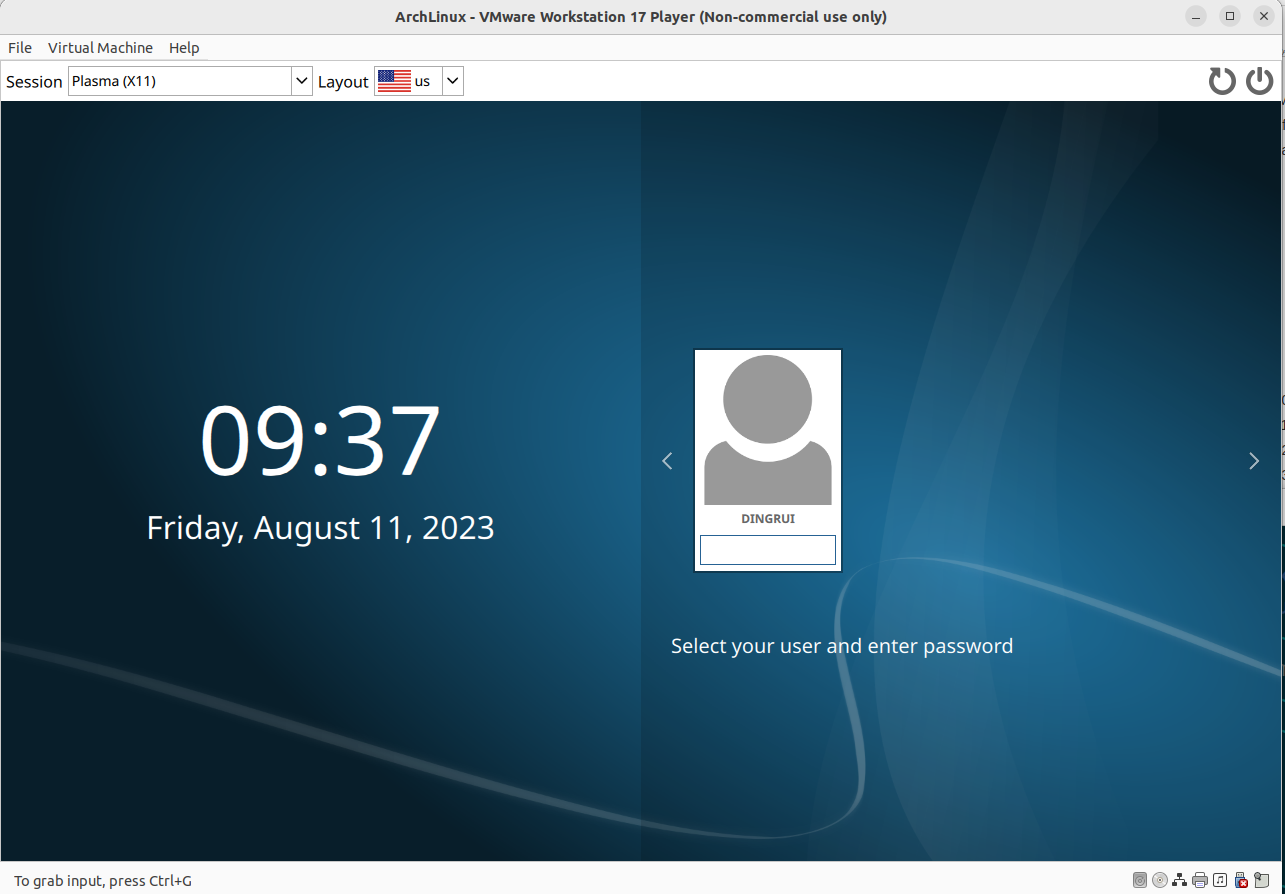 ArchLinux - VMware Workstation 17 Player (Non-commercial use only)
File Virtual Machine Help
Session Plasma (X11) Layout us
09:37
Friday, August 11, 2023
DINGRUI
Select your user and enter password
To grab input, press Ctrl+G